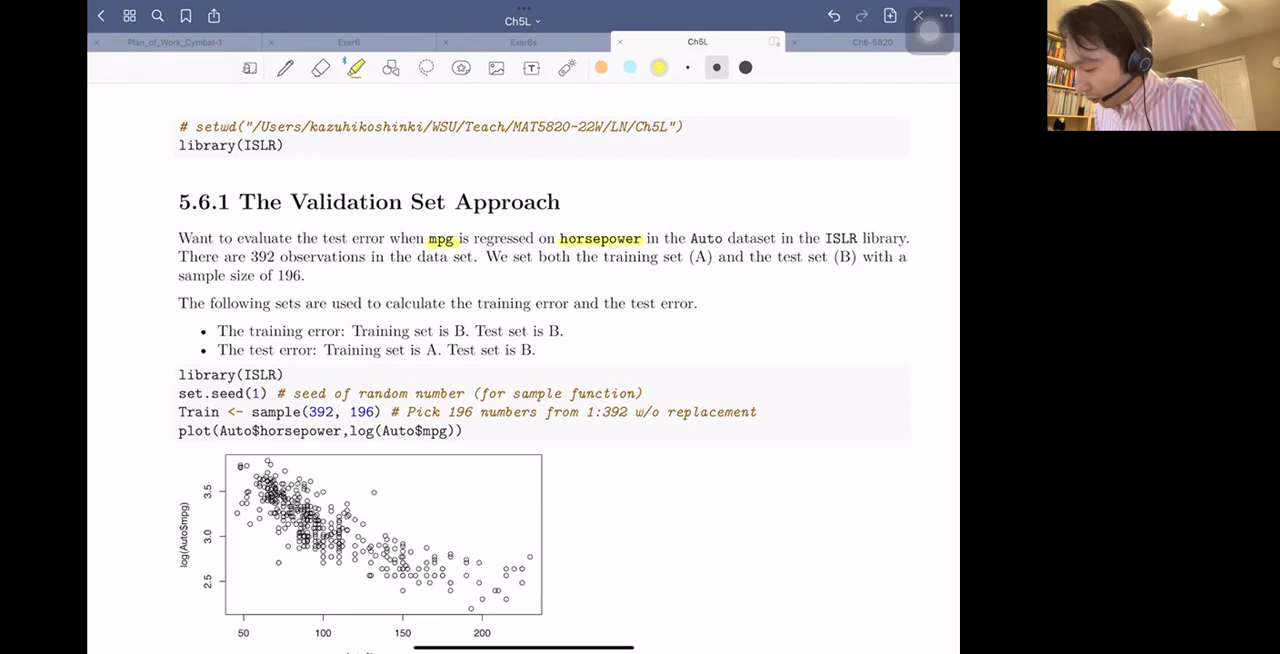 Ch5L
Plan_of_Work_Cymbal-1
Exer6
Exer6s
Ch5L
Ch6-5820
T
# setwd("/Users/kazuhikoshinki/WSU/Teach/MAT5820-22W/LN/Ch5L")
library(ISLR)
5.6.1 The Validation Set Approach
Want to evaluate the test error when mpg is regressed on horsepower in the Auto dataset in the ISLR library.
There are 392 observations in the data set. We set both the training set (A) and the test set (B) with a
sample size of 196.
The following sets are used to calculate the training error and the test error.
• The training error: Training set is B. Test set is B.
• The test error: Training set is A. Test set is B.
library(ISLR)
set.seed(1) # seed of random number (for sample function)
Train <- sample(392, 196) # Pick 196 numbers from 1:392 w/o replacement
plot(Auto$horsepower,log(Auto$mpg))
log(Auto$mpg)
3.5
3.0
2.5
50 100 150 200